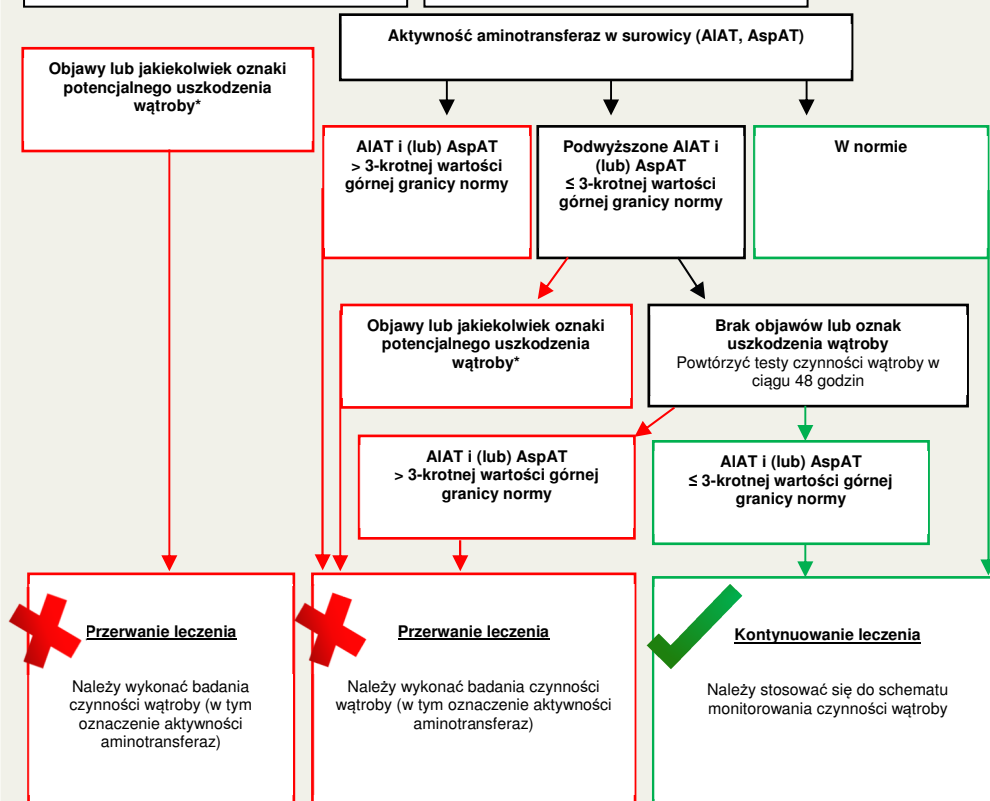 Aktywność aminotransferaz w surowicy (AlAT, AspAT)
Objawy lub jakiekolwiek oznaki
potencjalnego uszkodzenia
wątroby*
AlAT i (lub) AspAT
> 3-krotnej wartości
górnej granicy normy
Podwyższone AlAT i
(lub) AspAT
≤ 3-krotnej wartości
górnej granicy normy
W normie
Objawy lub jakiekolwiek oznaki
potencjalnego uszkodzenia
wątroby*
Brak objawów lub oznak
uszkodzenia wątroby
Powtórzyć testy czynności wątroby w
ciągu 48 godzin
AlAT i (lub) AspAT
> 3-krotnej wartości górnej
granicy normy
AlAT i (lub) AspAT
≤ 3-krotnej wartości górnej
granicy normy
Przerwanie leczenia
Należy wykonać badania
czynności wątroby (w tym
oznaczenie aktywności
aminotransferaz)
Przerwanie leczenia
Należy wykonać badania czynności
wątroby (w tym oznaczenie aktywności
aminotransferaz)
Kontynuowanie leczenia
Należy stosować się do schematu
monitorowania czynności wątroby